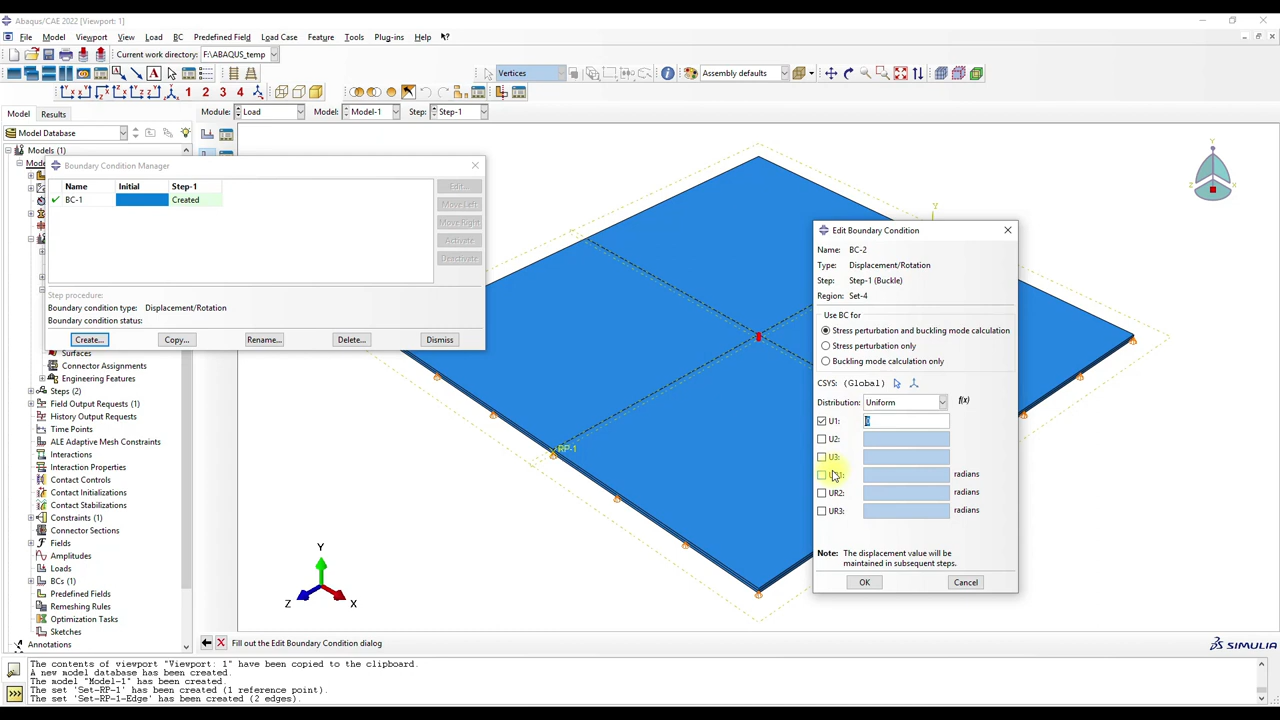 Abaqus/CAE 2022 [Viewport: 1]
File Model Viewport View Load BC Predefined Field Load Case Feature Tools Plug-ins Help
Current work directory: F:\ABAQUS_temp
Vertices
Assembly defaults
1 2 3 4
Model Results
Module: Load Model: Model-1 Step: Step-1
Model Database
Models (1)
Boundary Condition Manager
Name Initial Step-1
BC-1 Created
Edit...
Move Left
Move Right
Activate
Deactivate
Step procedure:
Boundary condition type: Displacement/Rotation
Boundary condition status:
Create... Copy... Rename... Delete... Dismiss
Surfaces
Connector Assignments
Engineering Features
Steps (2)
Field Output Requests (1)
History Output Requests
Time Points
ALE Adaptive Mesh Constraints
Interactions
Interaction Properties
Contact Controls
Contact Initializations
Contact Stabilizations
Constraints (1)
Connector Sections
Fields
Amplitudes
Loads
BCs (1)
Predefined Fields
Remeshing Rules
Optimization Tasks
Sketches
Annotations
RP-1
Y
Z
X
Y
Y
Z
X
Edit Boundary Condition
Name: BC-2
Type: Displacement/Rotation
Step: Step-1 (Buckle)
Region: Set-4
Use BC for
Stress perturbation and buckling mode calculation
Stress perturbation only
Buckling mode calculation only
CSYS: (Global)
Distribution: Uniform f(x)
U1: 0
U2:
U3:
radians
UR2: radians
UR3: radians
Note: The displacement value will be
maintained in subsequent steps.
OK Cancel
Fill out the Edit Boundary Condition dialog
SIMULIA
The contents of viewport "Viewport: 1" have been copied to the clipboard.
A new model database has been created.
The model "Model-1" has been created.
The set 'Set-RP-1' has been created (1 reference point).
The set 'Set-RP-1-Edge' has been created (2 edges).